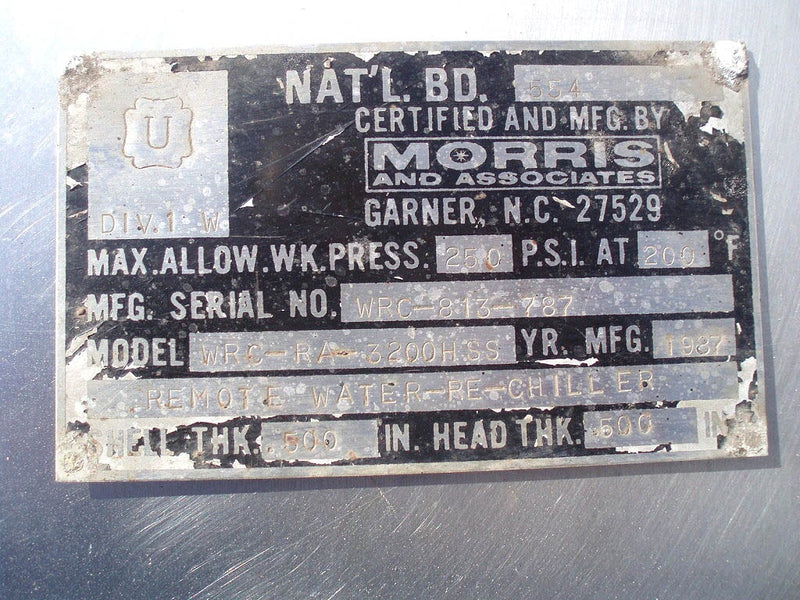 NAT'L. BD. 554
U
CERTIFIED AND MFG. BY
MORRIS
AND ASSOCIATES
DIV. 1 W
GARNER, N.C. 27529
MAX. ALLOW. W.K. PRESS. 250 P.S.I. AT 200 °F
MFG. SERIAL NO. WRC-813-787
MODEL WRC-RA-3200HSS YR. MFG. 1987
REMOTE WATER-RE-CHILLER
SHELL THK. .500 IN. HEAD THK. .500 IN